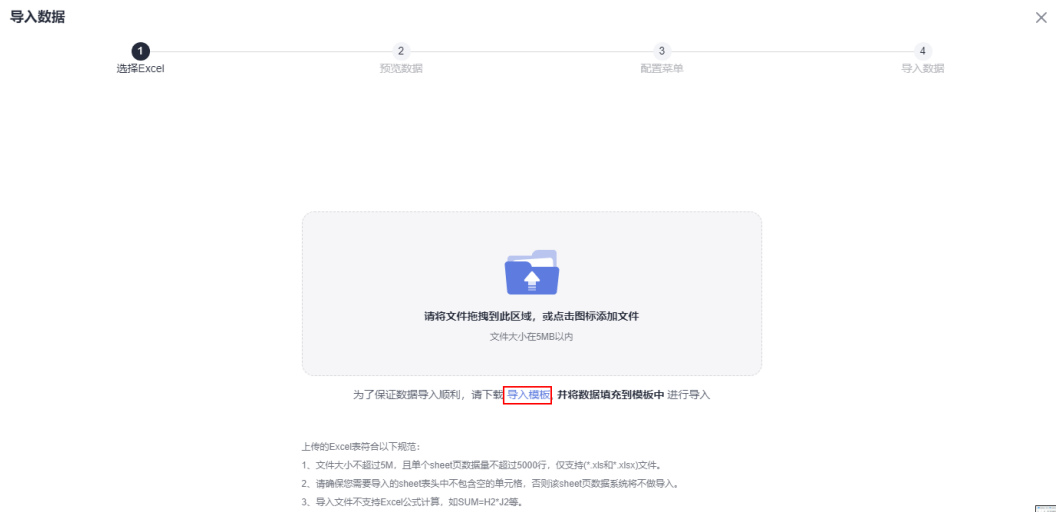 导入数据
1
2
3
4
选择Excel
预览数据
配置菜单
导入数据
请将文件拖拽到此区域，或点击图标添加文件
文件大小在5MB以内
为了保证数据导入顺利，请下载 导入模板，并将数据填充到模板中 进行导入
上传的Excel表符合以下规范：
1、文件大小不超过5M，且单个sheet页数据量不超过5000行，仅支持(*.xls和*.xlsx)文件。
2、请确保您需要导入的sheet表头中不包含空的单元格，否则该sheet页数据系统将不做导入。
3、导入文件不支持Excel公式计算，如SUM=H2*J2等。